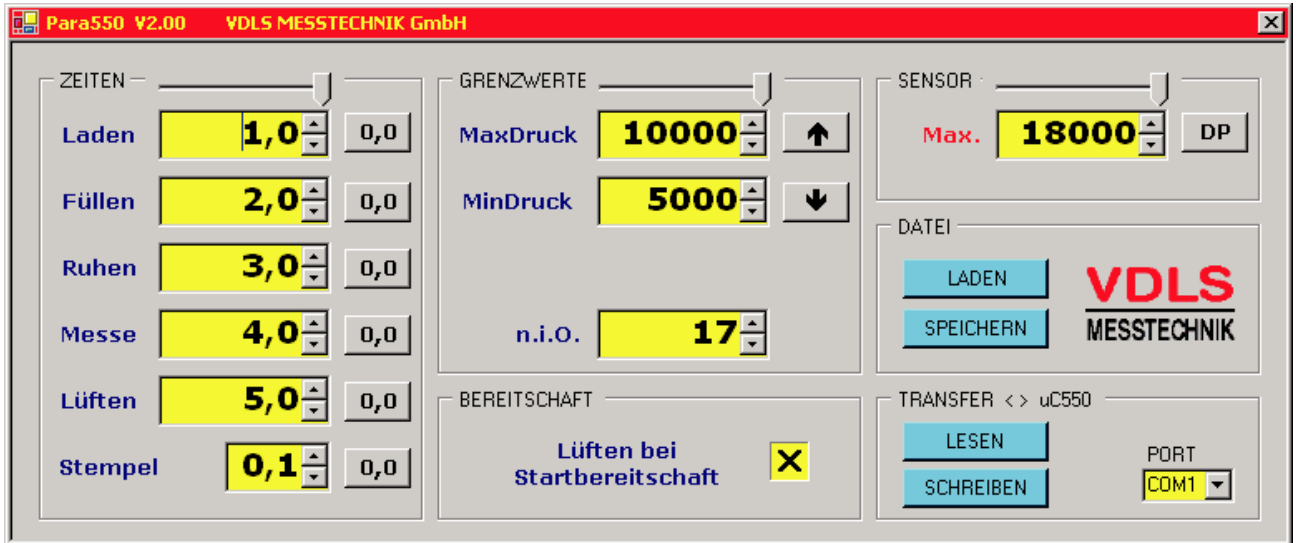 Para550 V2.00 VDLS MESSTECHNIK GmbH
ZEITEN
Laden 1,0 0,0
Füllen 2,0 0,0
Ruhen 3,0 0,0
Messe 4,0 0,0
Lüften 5,0 0,0
Stempel 0,1 0,0
GRENZWERTE
MaxDruck 10000
MinDruck 5000
n.i.O. 17
BEREITSCHAFT
Lüften bei
Startbereitschaft
SENSOR
Max. 18000 DP
DATEI
LADEN
SPEICHERN
VDLS
MESSTECHNIK
TRANSFER <> uC550
LESEN
SCHREIBEN
PORT
COM1